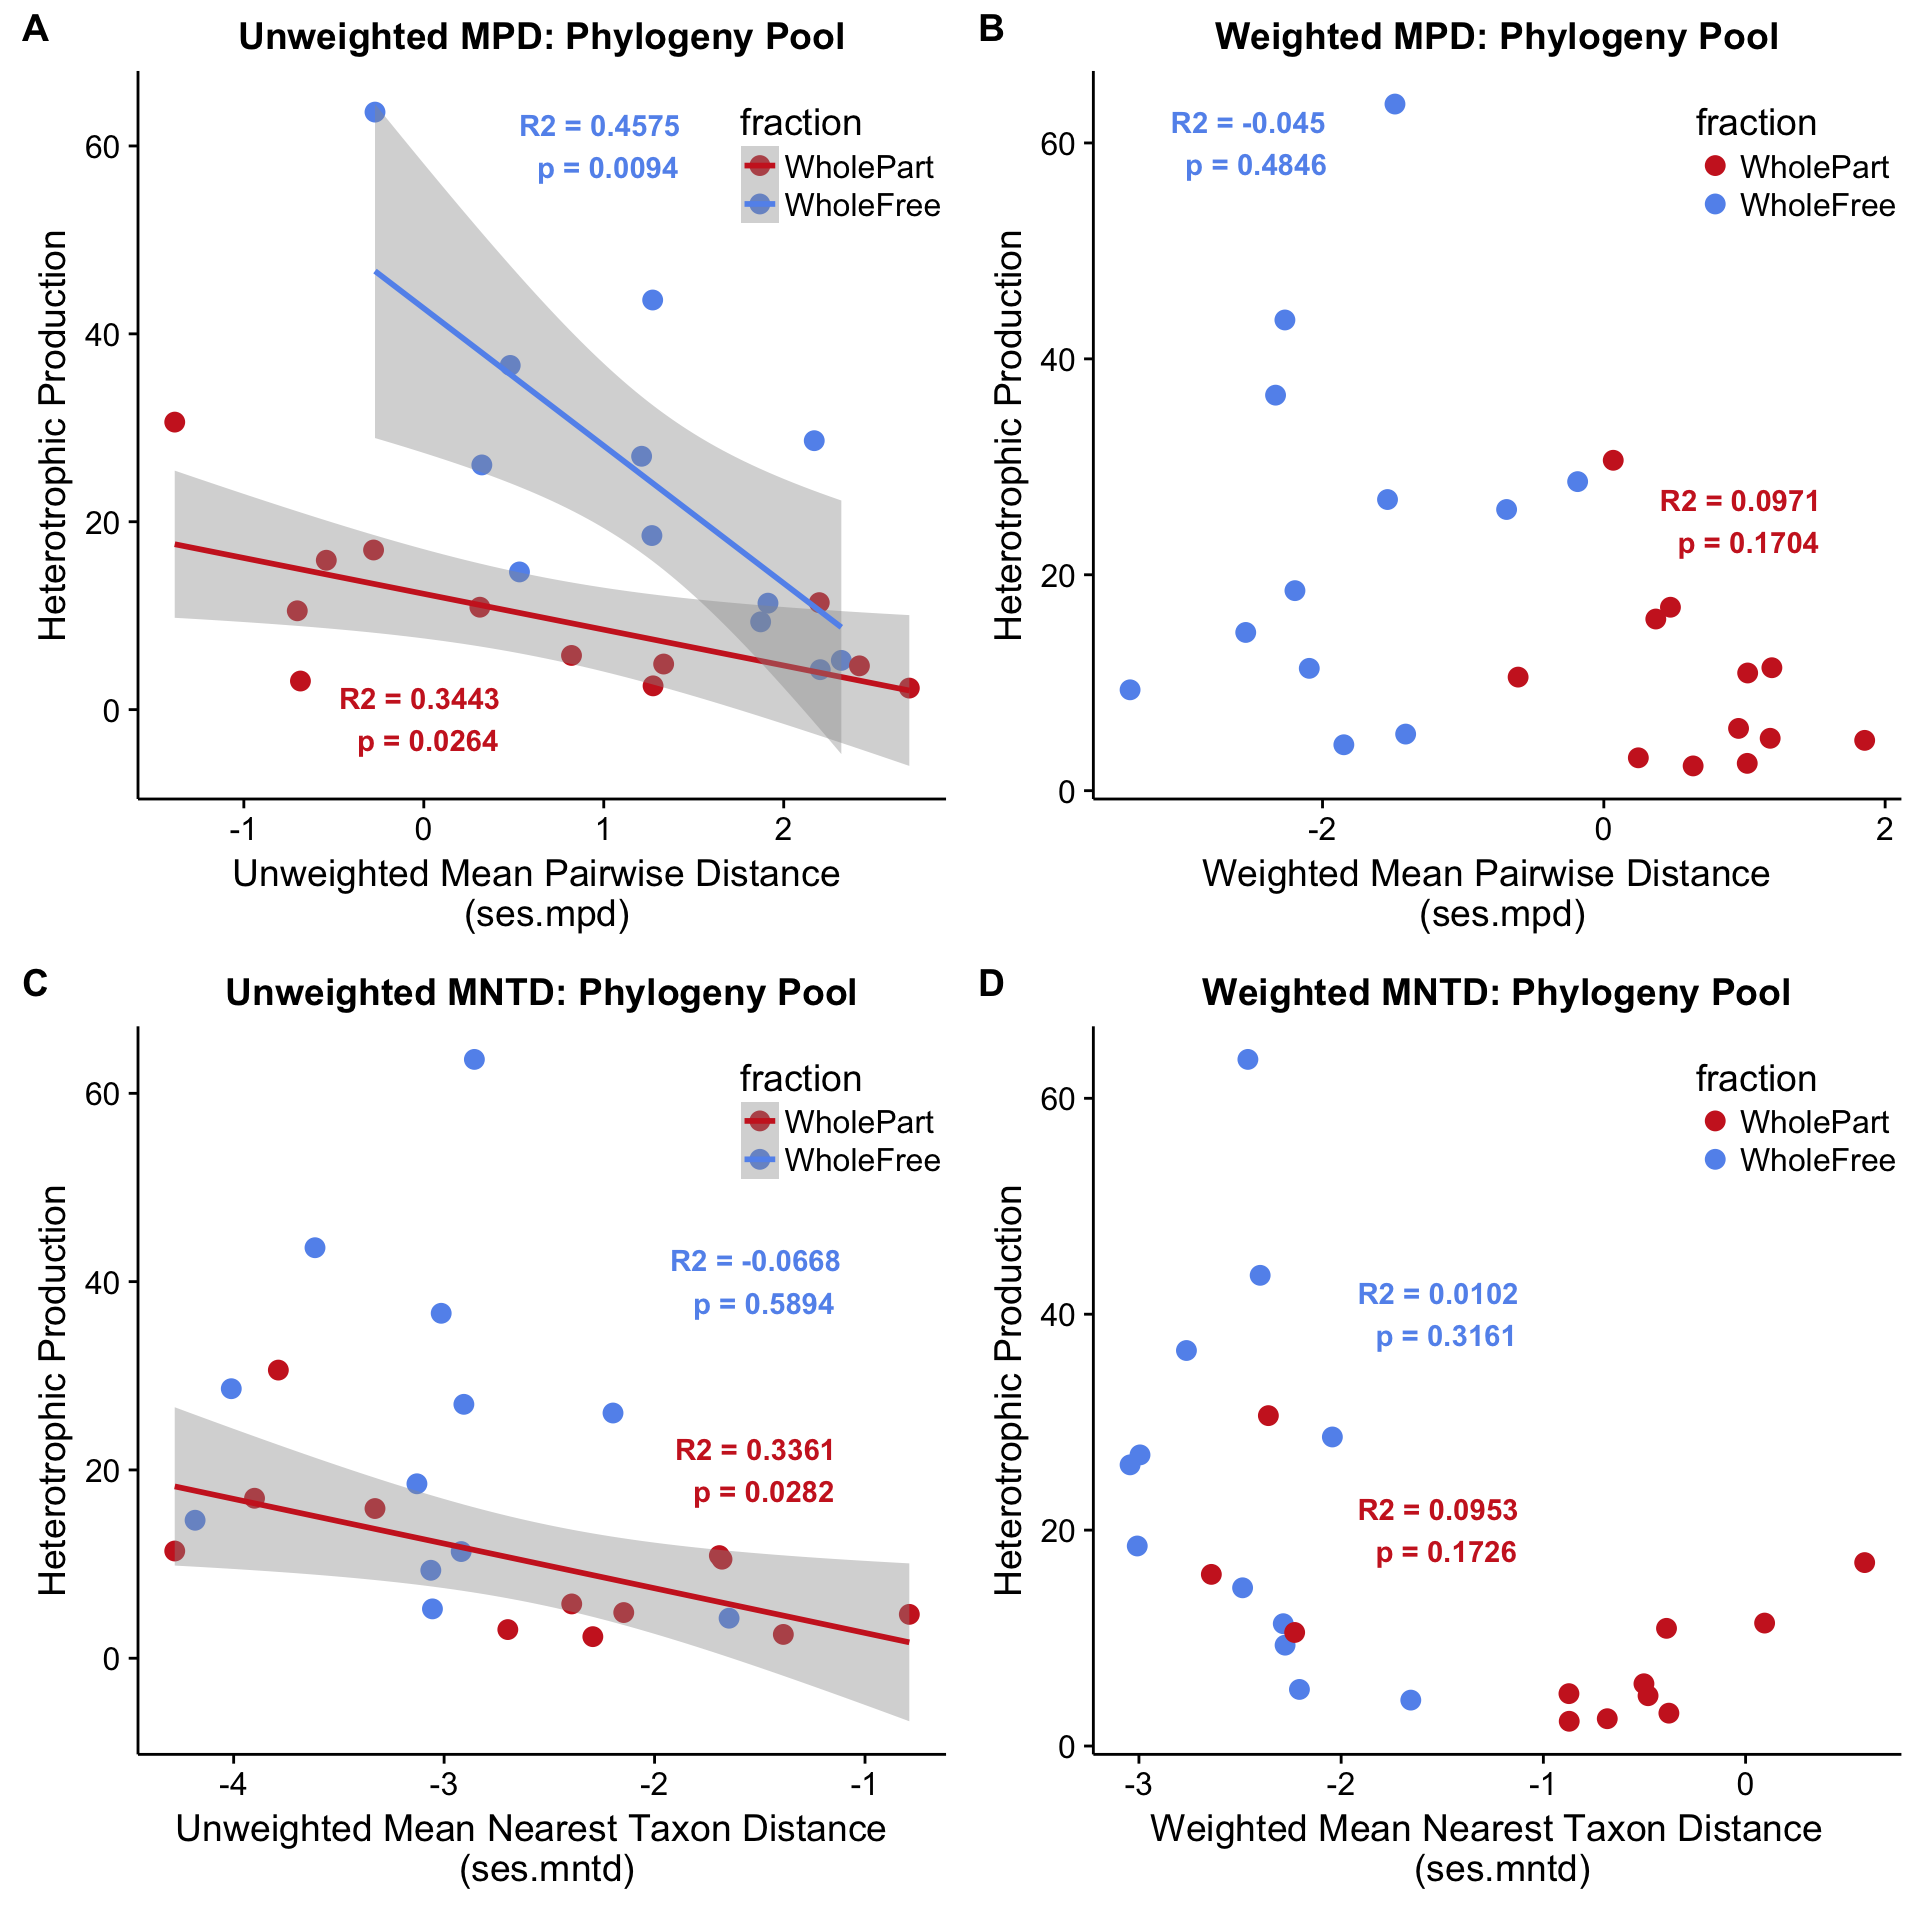 A
Unweighted MPD: Phylogeny Pool
R2 = 0.4575
p = 0.0094
fraction
WholePart
WholeFree
R2 = 0.3443
p = 0.0264
60
40
20
0
Heterotrophic Production
-1
0
1
2
Unweighted Mean Pairwise Distance
(ses.mpd)
B
Weighted MPD: Phylogeny Pool
R2 = -0.045
p = 0.4846
fraction
WholePart
WholeFree
R2 = 0.0971
p = 0.1704
60
40
20
0
Heterotrophic Production
-2
0
2
Weighted Mean Pairwise Distance
(ses.mpd)
C
Unweighted MNTD: Phylogeny Pool
fraction
WholePart
WholeFree
R2 = -0.0668
p = 0.5894
R2 = 0.3361
p = 0.0282
60
40
20
0
Heterotrophic Production
-4
-3
-2
-1
Unweighted Mean Nearest Taxon Distance
(ses.mntd)
D
Weighted MNTD: Phylogeny Pool
fraction
WholePart
WholeFree
R2 = 0.0102
p = 0.3161
R2 = 0.0953
p = 0.1726
60
40
20
0
Heterotrophic Production
-3
-2
-1
0
Weighted Mean Nearest Taxon Distance
(ses.mntd)